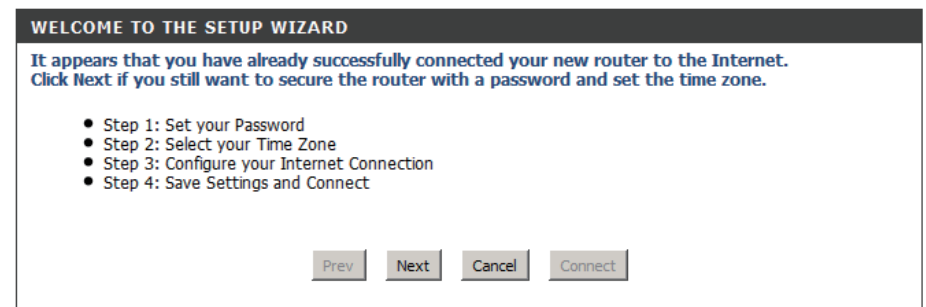 WELCOME TO THE SETUP WIZARD
It appears that you have already successfully connected your new router to the Internet.
Click Next if you still want to secure the router with a password and set the time zone.
• Step 1: Set your Password
• Step 2: Select your Time Zone
• Step 3: Configure your Internet Connection
• Step 4: Save Settings and Connect
Prev Next Cancel Connect